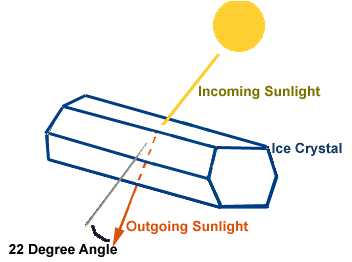 Incoming Sunlight
Ice Crystal
Outgoing Sunlight
22 Degree Angle